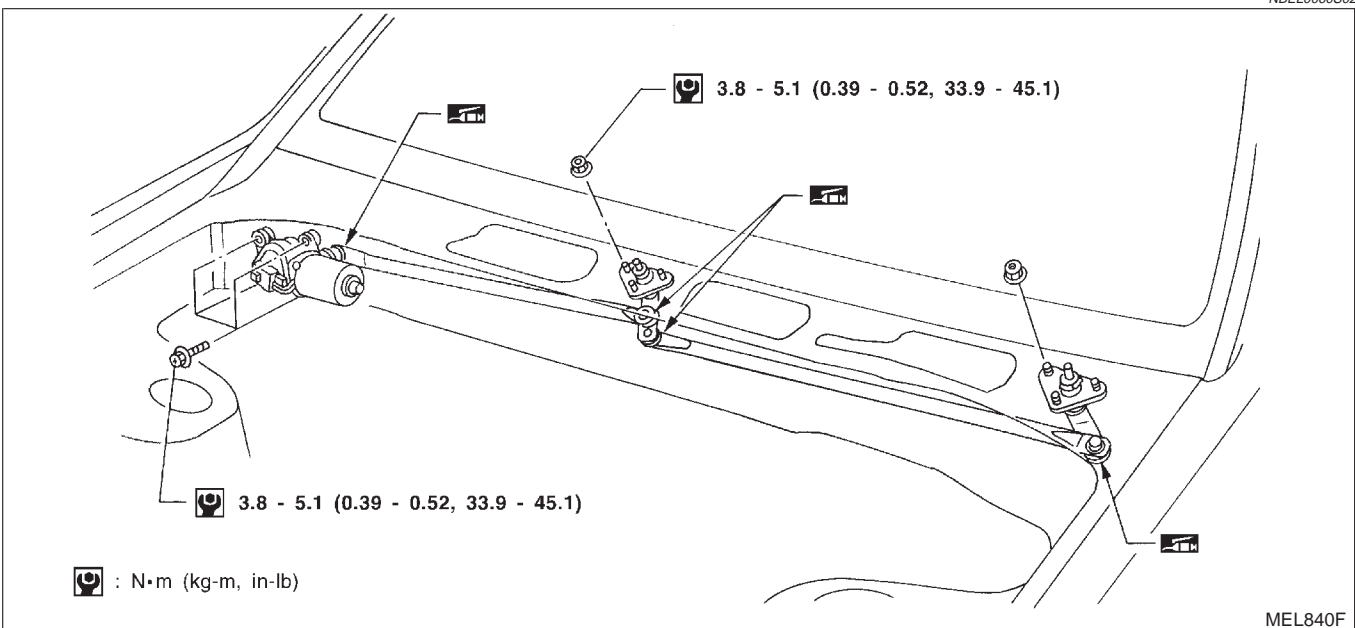 3.8 - 5.1 (0.39 - 0.52, 33.9 - 45.1)
3.8 - 5.1 (0.39 - 0.52, 33.9 - 45.1)
: N•m (kg-m, in-lb)
MEL840F